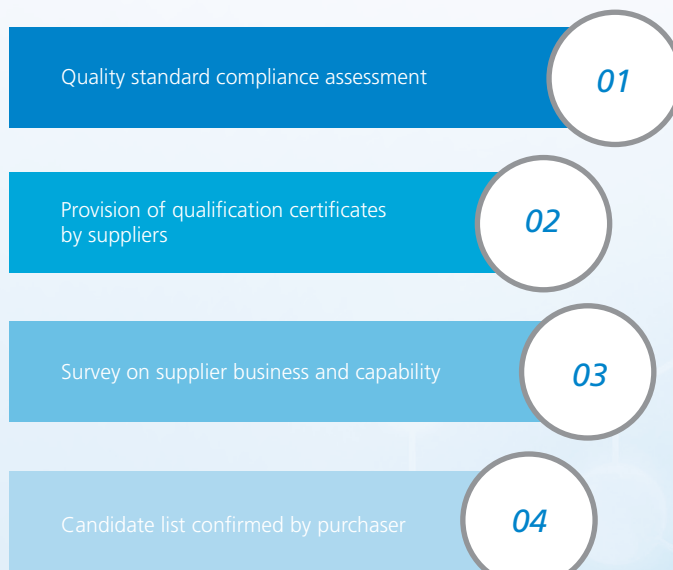 Quality standard compliance assessment
01
Provision of qualification certificates
by suppliers
02
Survey on supplier business and capability
03
Candidate list confirmed by purchaser
04